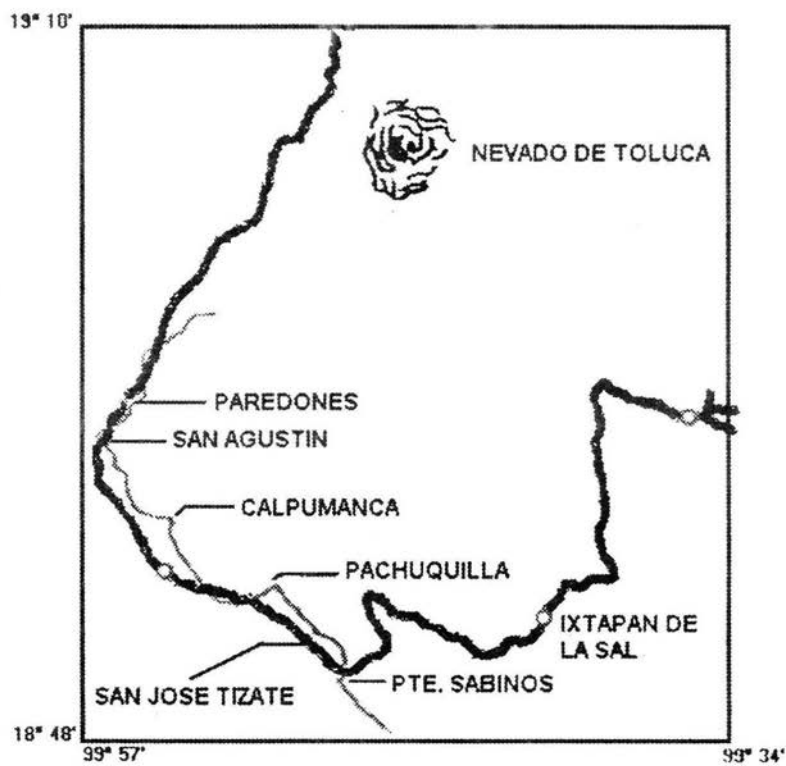 19° 10'
NEVADO DE TOLUCA
PAREDONES
SAN AGUSTIN
CALPUMANCA
PACHUQUILLA
IXTAPAN DE
LA SAL
SAN JOSE TIZATE
PTE. SABINOS
18° 48'
99° 57'
99° 34'